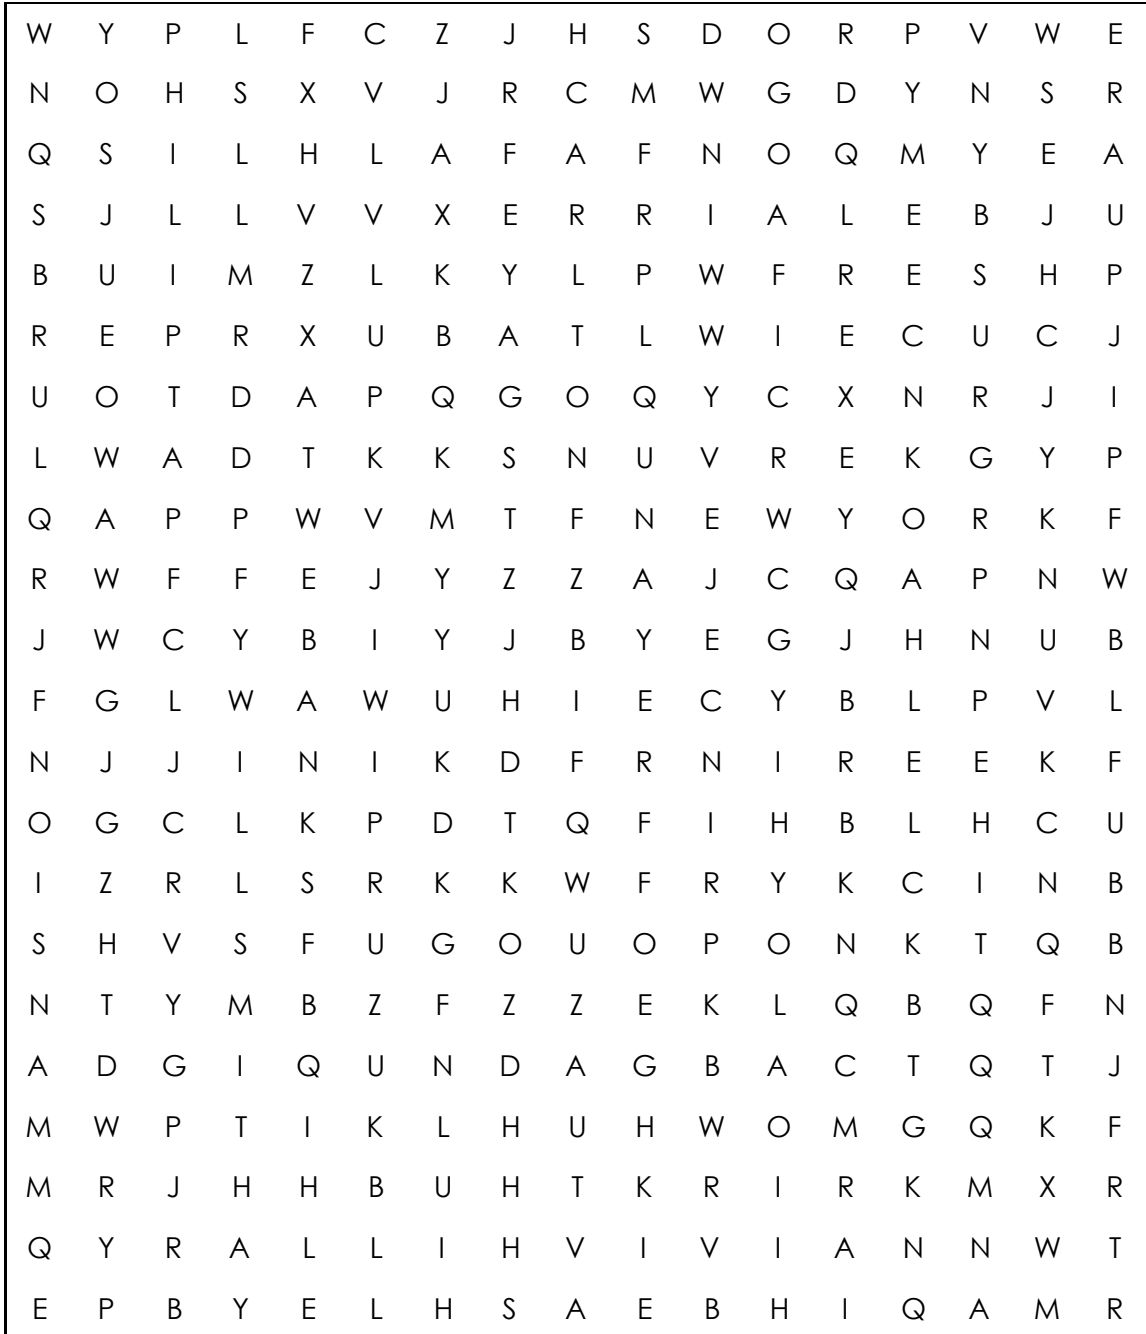 W Y P L F C Z J H S D O R P V W E
N O H S X V J R C M W G D Y N S R
Q S I L H L A F A F N O Q M Y E A
S J L L V V X E R R I A L E B J U
B U I M Z L K Y L P W F R E S H P
R E P R X U B A T L W I E C U C J
U O T D A P Q G O Q Y C X N R J I
L W A D T K K S N U V R E K G Y P
Q A P P W V M T F N E W Y O R K F
R W F F E J Y Z Z A J C Q A P N W
J W C Y B I Y J B Y E G J H N U B
F G L W A W U H I E C Y B L P V L
N J J I N I K D F R N I R E E K F
O G C L K P D T Q F I H B L H C U
I Z R L S R K K W F R Y K C I N B
S H V S F U G O U O P O N K T Q B
N T Y M B Z F Z Z E K L Q B Q F N
A D G I Q U N D A G B A C T Q T J
M W P T I K L H U H W O M G Q K F
M R J H H B U H T K R I R K M X R
Q Y R A L L I H V I V I A N N W T
E P B Y E L H S A E B H I Q A M R